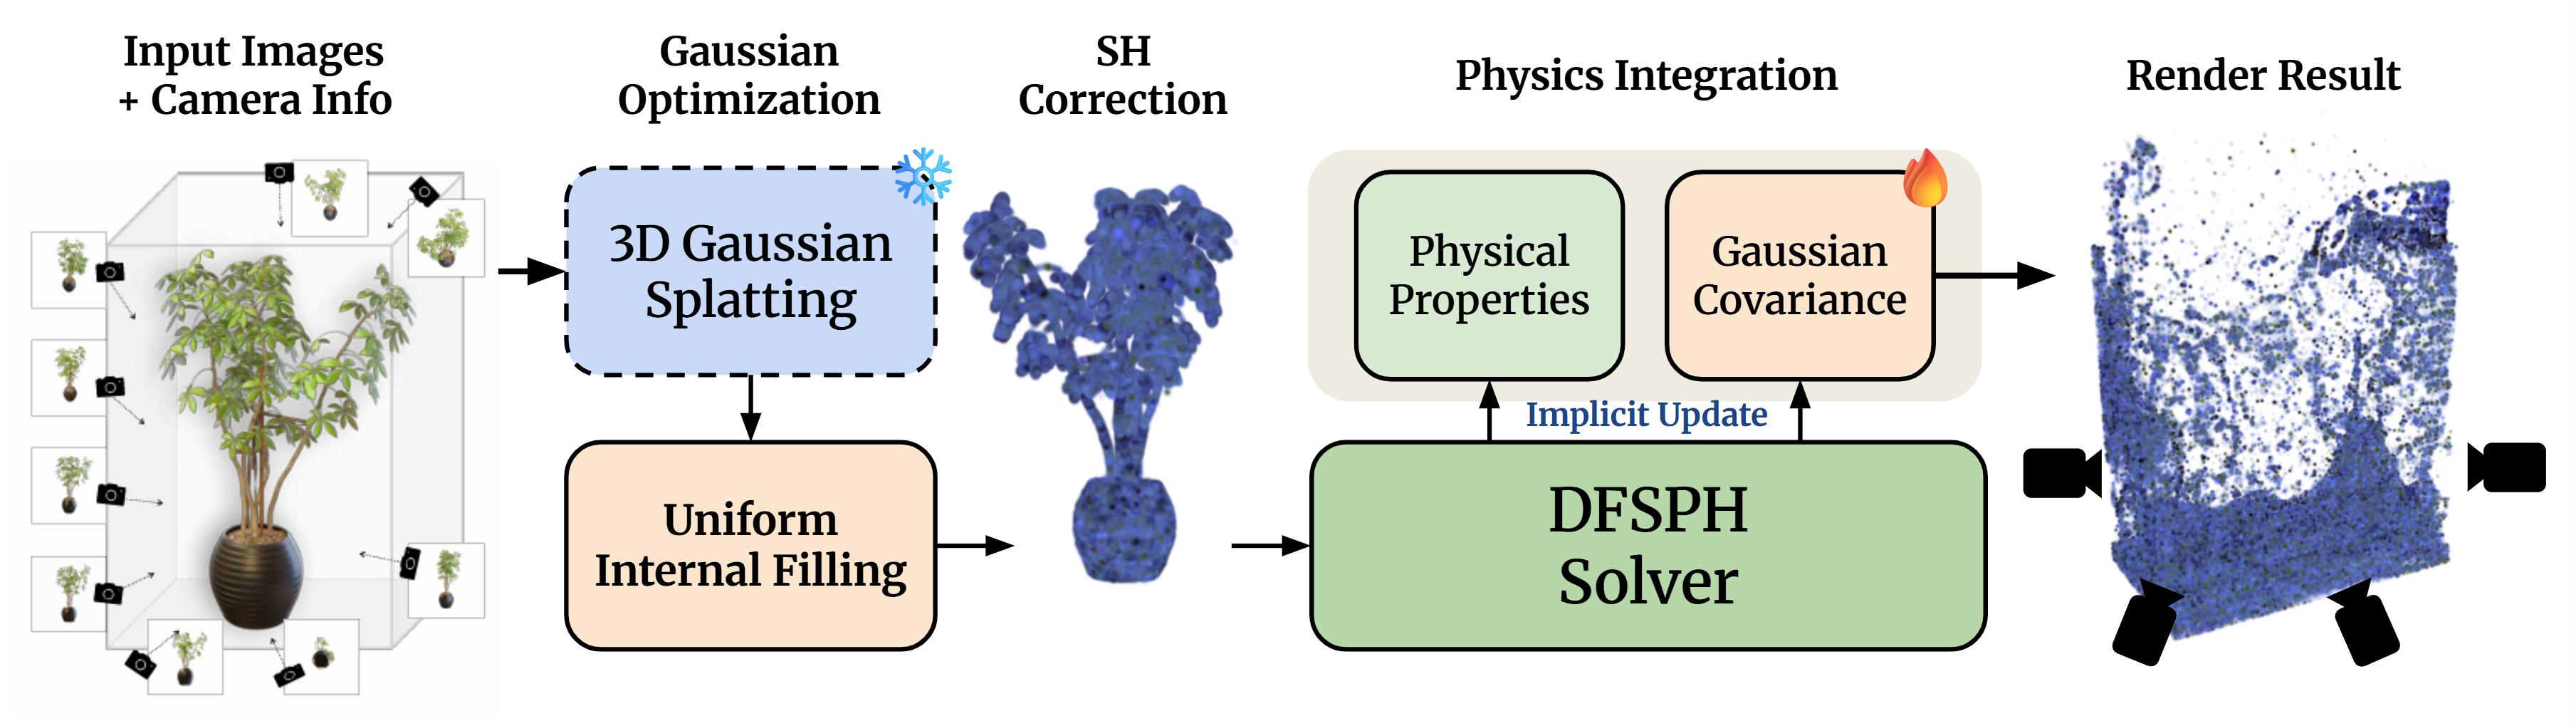 Input Images
+ Camera Info
Gaussian
Optimization
SH
Correction
Physics Integration
Render Result
3D Gaussian
Splatting
Uniform
Internal Filling
Physical
Properties
Gaussian
Covariance
Implicit Update
DFSPH
Solver